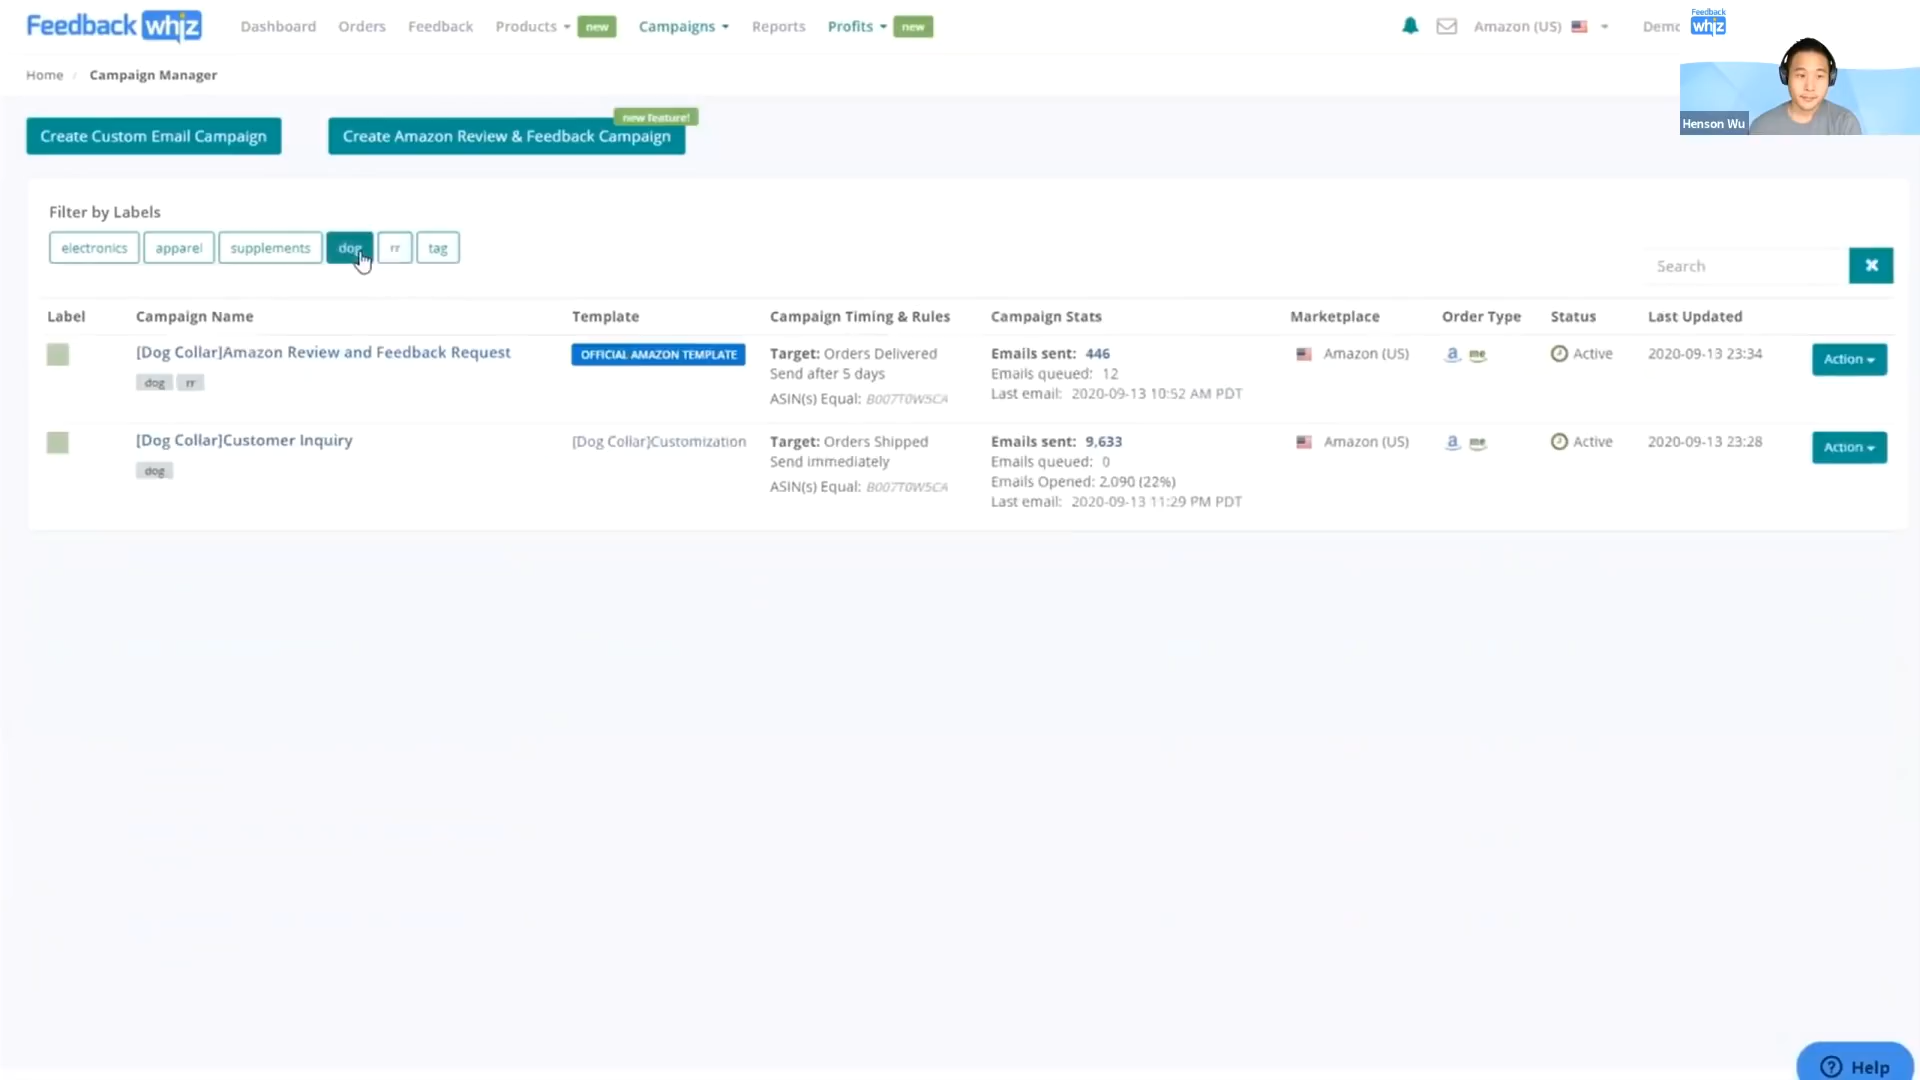 Feedback whiz Dashboard Orders Feedback Products new Campaigns Reports Profits new Amazon (US) Demo Feedback whiz
Home / Campaign Manager
Henson Wu
new feature!
Create Custom Email Campaign Create Amazon Review & Feedback Campaign
Filter by Labels
electronics apparel supplements dog rr tag
Search
Label Campaign Name Template Campaign Timing & Rules Campaign Stats Marketplace Order Type Status Last Updated
[Dog Collar]Amazon Review and Feedback Request OFFICIAL AMAZON TEMPLATE Target: Orders Delivered Emails sent: 446 Amazon (US) a me Active 2020-09-13 23:34 Action
Send after 5 days Emails queued: 12
dog rr ASIN(s) Equal: B007T0W5CA Last email: 2020-09-13 10:52 AM PDT
[Dog Collar]Customer Inquiry [Dog Collar]Customization Target: Orders Shipped Emails sent: 9,633 Amazon (US) a me Active 2020-09-13 23:28 Action
Send immediately Emails queued: 0
dog ASIN(s) Equal: B007T0W5CA Emails Opened: 2,090 (22%)
Last email: 2020-09-13 11:29 PM PDT
? Help